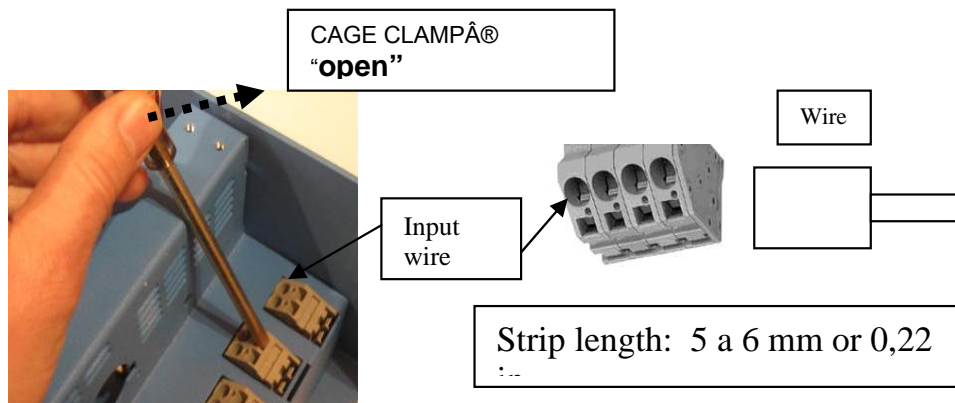 CAGE CLAMPÂ®
“open”
Wire
Input
wire
Strip length:  5 a 6 mm or 0,22